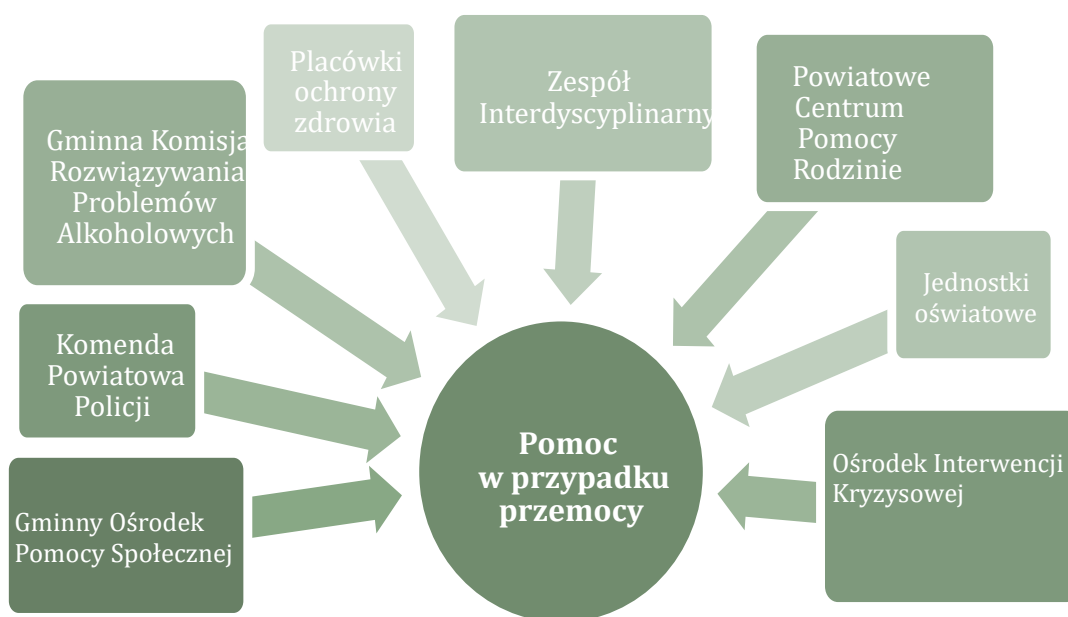 Placówki
ochrony
zdrowia
Zespół
Interdyscyplinarny
Powiatowe
Centrum
Pomocy
Rodzinie
Gminna Komisja
Rozwiązywania
Problemów
Alkoholowych
Jednostki
oświatowe
Komenda
Powiatowa
Policji
Pomoc
w przypadku
przemocy
Ośrodek Interwencji
Kryzysowej
Gminny Ośrodek
Pomocy Społecznej